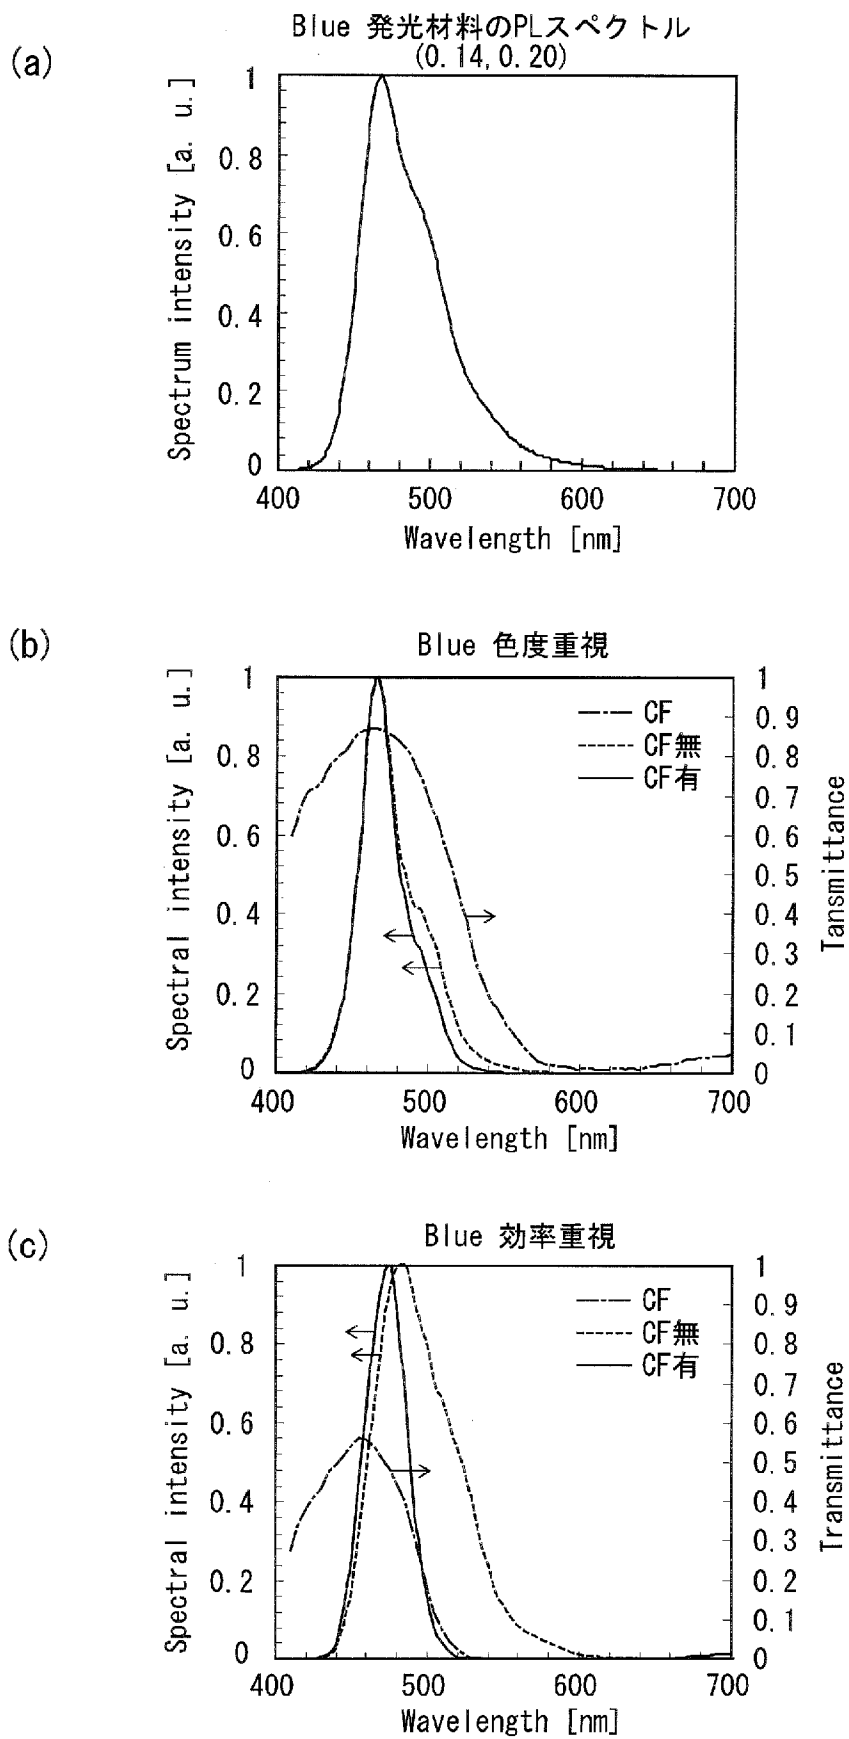 Blue 発光材料のPLスペクトル
(0.14, 0.20)
(a)
Spectrum intensity [a. u.]
1
0.8
0.6
0.4
0.2
0
400 500 600 700
Wavelength [nm]
(b)
Blue 色度重視
Spectral intensity [a. u.]
1
0.8
0.6
0.4
0.2
0
CF
CF無
CF有
1
0.9
0.8
0.7
0.6
0.5
0.4
0.3
0.2
0.1
0
Tansmittance
400 500 600 700
Wavelength [nm]
(c)
Blue 効率重視
Spectral intensity [a. u.]
1
0.8
0.6
0.4
0.2
0
CF
CF無
CF有
1
0.9
0.8
0.7
0.6
0.5
0.4
0.3
0.2
0.1
0
Transmittance
400 500 600 700
Wavelength [nm]